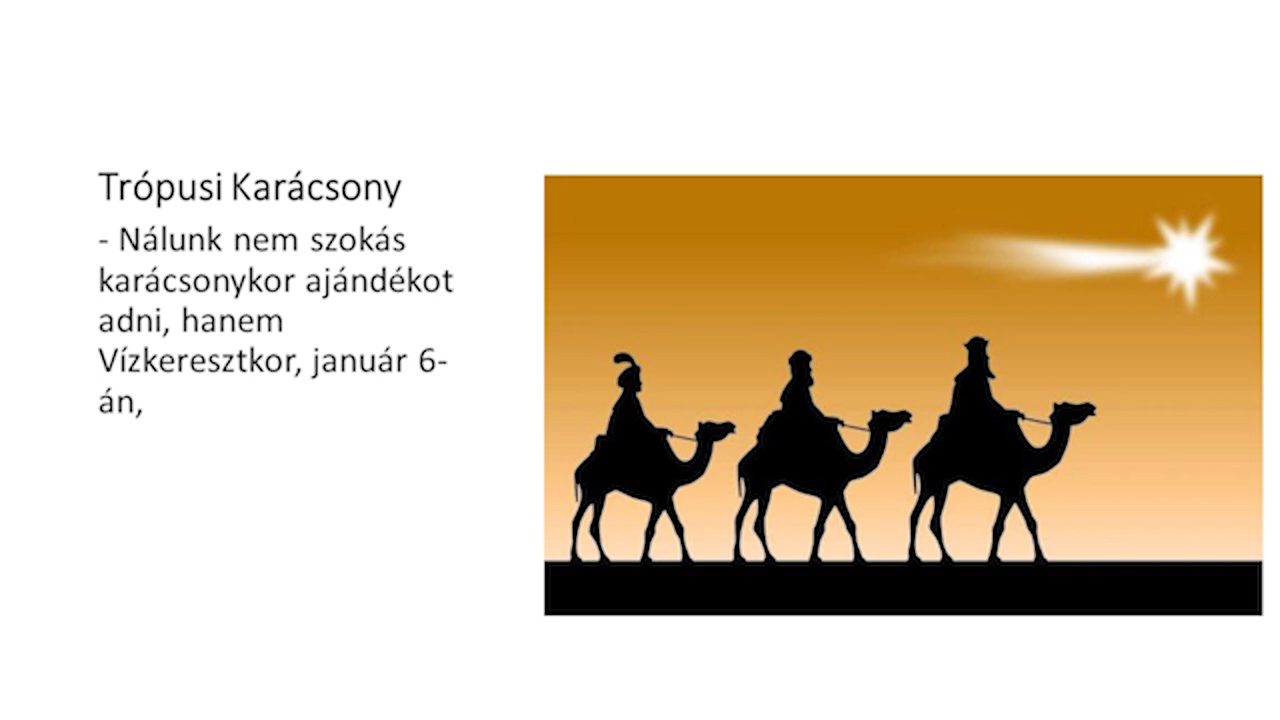 Trópusi Karácsony
- Nálunk nem szokás
karácsonykor ajándékot
adni, hanem
Vízkeresztkor, január 6-
án,